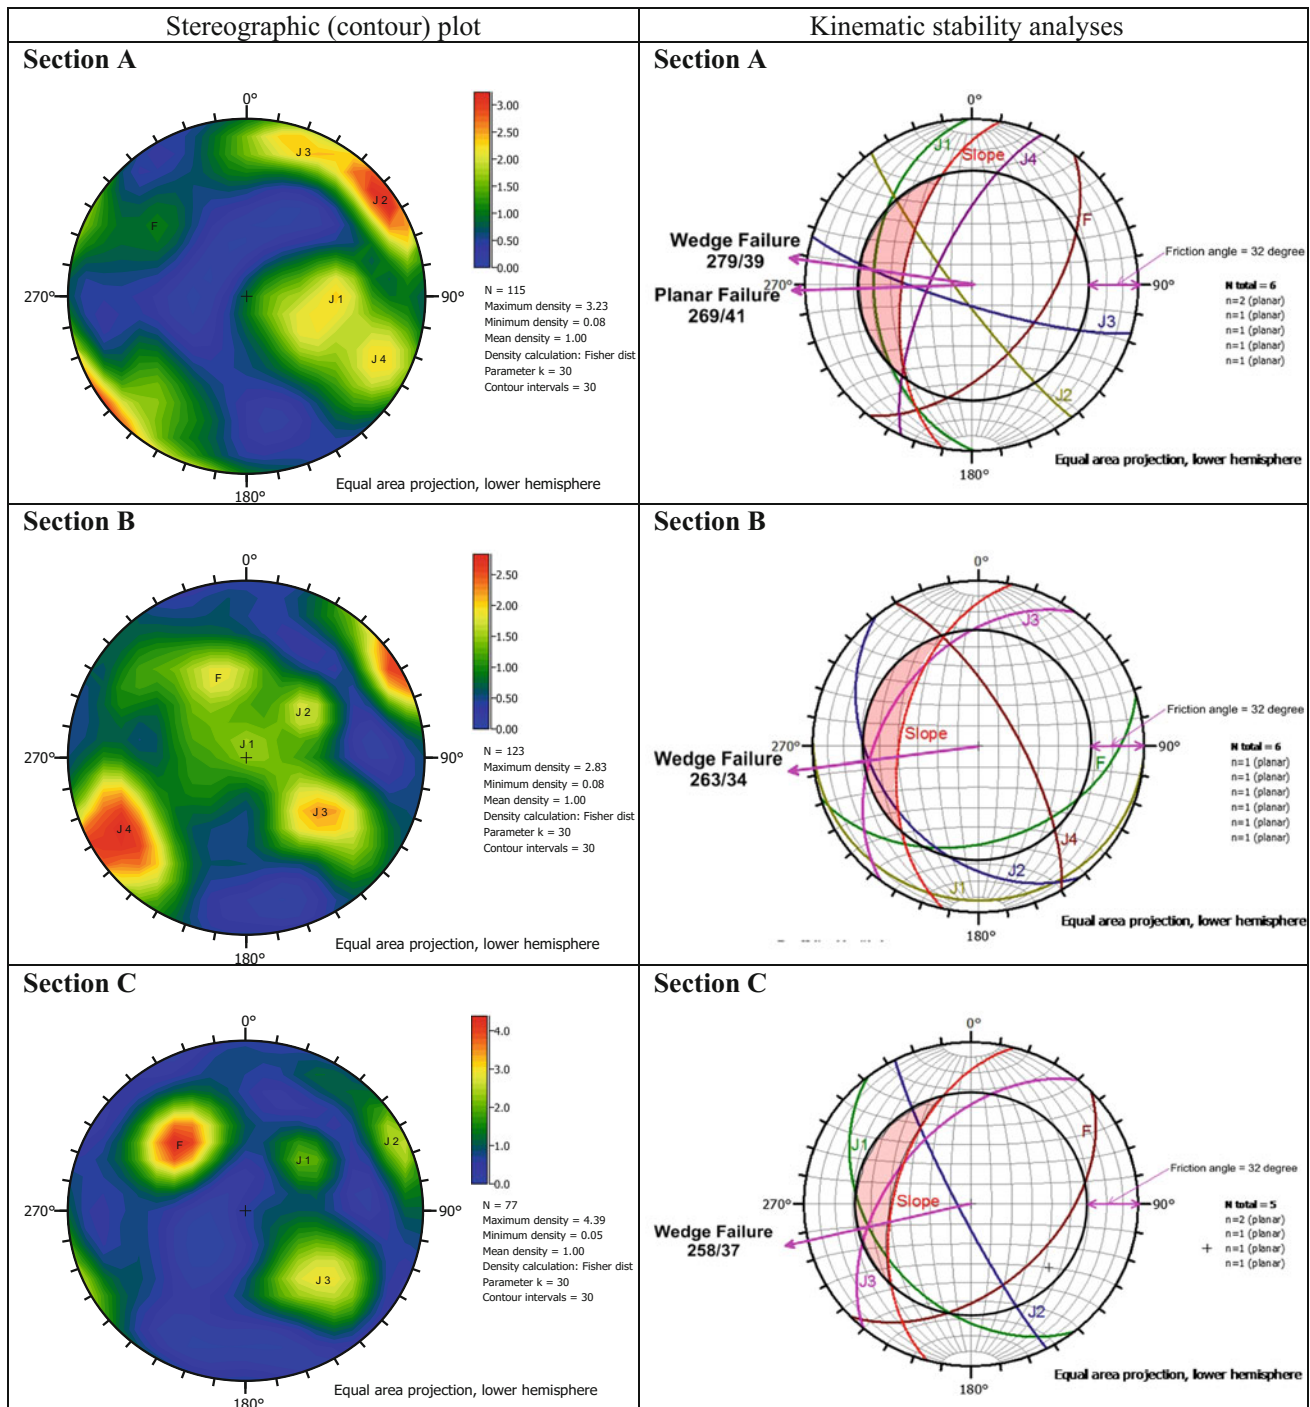 Stereographic (contour) plot
Kinematic stability analyses
Section A
0°
J 3
J 2
F
J 1
J 4
270°
90°
180°
3.00
2.50
2.00
1.50
1.00
0.50
0.00
N = 115
Maximum density = 3.23
Minimum density = 0.08
Mean density = 1.00
Density calculation: Fisher dist
Parameter k = 30
Contour intervals = 30
Equal area projection, lower hemisphere
Section A
0°
J1
Slope
J4
F
Wedge Failure
279/39
Planar Failure
269/41
270°
90°
Friction angle = 32 degree
J3
J2
180°
N total = 6
n=2 (planar)
n=1 (planar)
n=1 (planar)
n=1 (planar)
n=1 (planar)
Equal area projection, lower hemisphere
Section B
0°
F
J 2
J 1
J 3
J 4
270°
90°
180°
2.50
2.00
1.50
1.00
0.50
0.00
N = 123
Maximum density = 2.83
Minimum density = 0.08
Mean density = 1.00
Density calculation: Fisher dist
Parameter k = 30
Contour intervals = 30
Equal area projection, lower hemisphere
Section B
0°
J3
Slope
Wedge Failure
263/34
270°
90°
Friction angle = 32 degree
F
J4
J2
J1
180°
N total = 6
n=1 (planar)
n=1 (planar)
n=1 (planar)
n=1 (planar)
n=1 (planar)
n=1 (planar)
Equal area projection, lower hemisphere
Section C
0°
F
J 1
J 2
J 3
270°
90°
180°
4.0
3.0
2.0
1.0
0.0
N = 77
Maximum density = 4.39
Minimum density = 0.05
Mean density = 1.00
Density calculation: Fisher dist
Parameter k = 30
Contour intervals = 30
Equal area projection, lower hemisphere
Section C
0°
J1
F
Slope
Wedge Failure
258/37
270°
90°
Friction angle = 32 degree
J3
J2
180°
N total = 5
n=2 (planar)
n=1 (planar)
n=1 (planar)
n=1 (planar)
Equal area projection, lower hemisphere